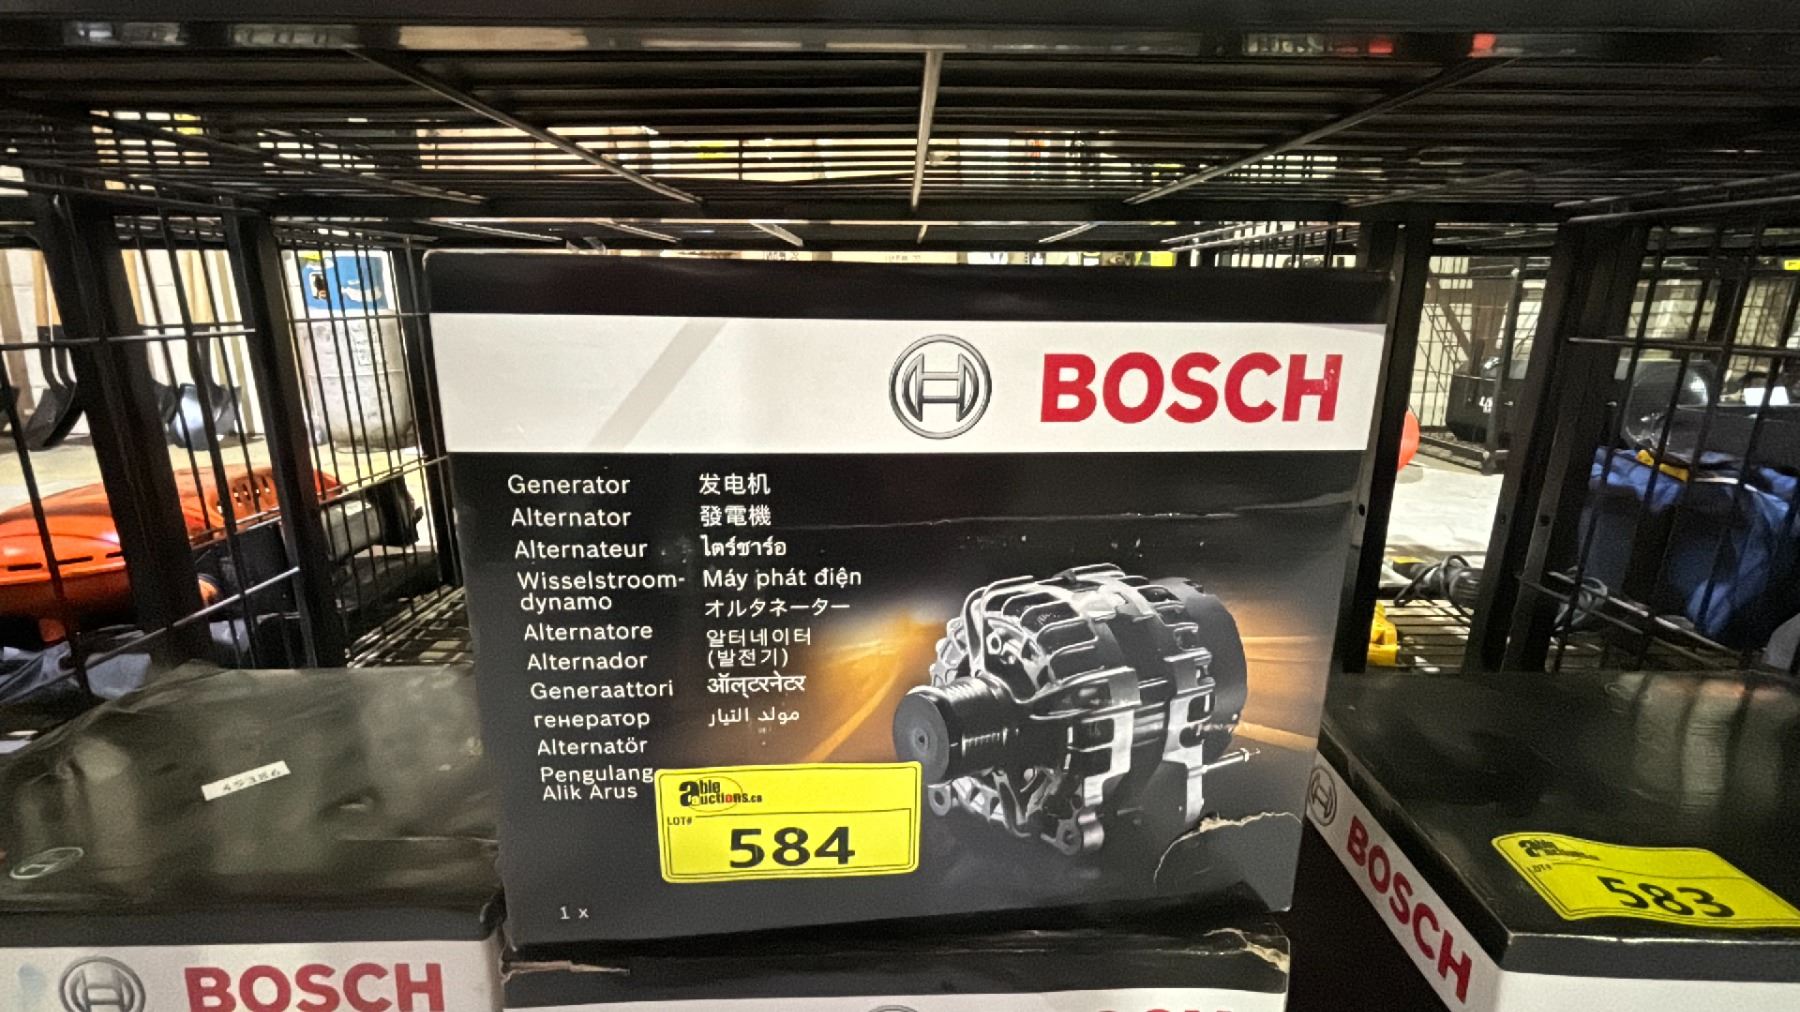 BOSCH
Generator
Alternator
Alternateur
Wisselstroom-
dynamo
Alternatore
Alternador
Generaattori
генератор
Alternatör
Pengulang
Alik Arus
发电机
發電機
ไดร์ชาร์จ
Máy phát điện
オルタネーター
알터네이터
(발전기)
ऑल्टरनेटर
مولد التيار
able
auctions.ca
LOT#
584
1 x
BOSCH
BOSCH
able
LOT#
583
BOSCH